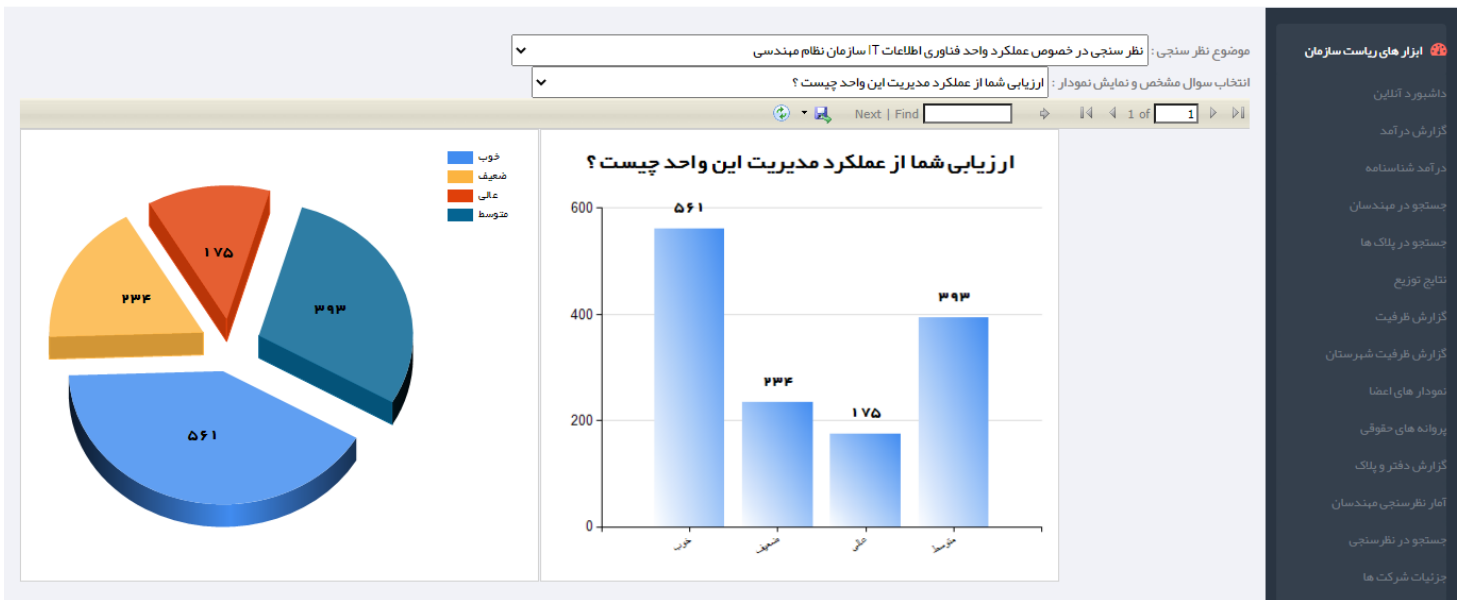 ابزار های ریاست سازمان
داشبورد آنلاین
گزارش درآمد
درآمد شناسنامه
جستجو در مهندسان
جستجو در پلاک ها
نتایج توزیع
گزارش ظرفیت
گزارش ظرفیت شهرستان
نمودار های اعضا
پروانه های حقوقی
گزارش دفتر و پلاک
آمار نظرسنجی مهندسان
جستجو در نظرسنجی
جزئیات شرکت ها
موضوع نظر سنجی : نظر سنجی در خصوص عملکرد واحد فناوری اطلاعات IT سازمان نظام مهندسی
انتخاب سوال مشخص و نمایش نمودار : ارزیابی شما از عملکرد مدیریت این واحد چیست ؟
Next | Find 1 of 1
ارزیابی شما از عملکرد مدیریت این واحد چیست ؟
600
400
200
0
۵۶۱
۲۳۴
۱۷۵
۳۹۳
خوب
ضعیف
عالی
متوسط
خوب
ضعیف
عالی
متوسط
۱۷۵
۲۳۴
۳۹۳
۵۶۱